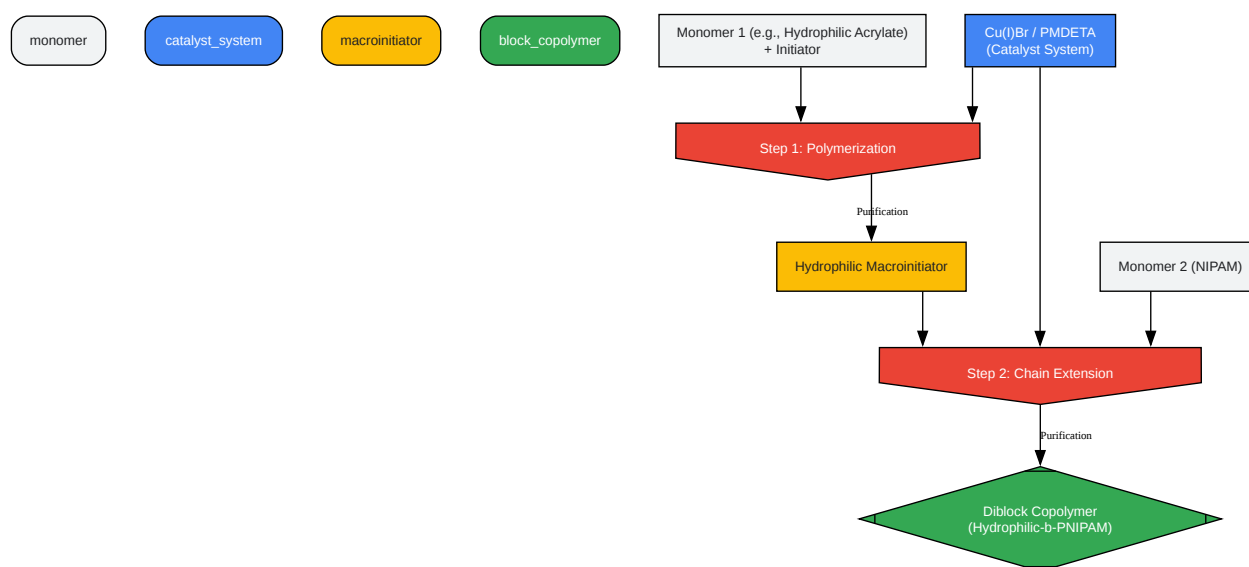 monomer
catalyst_system
macroinitiator
block_copolymer
Monomer 1 (e.g., Hydrophilic Acrylate)
+ Initiator
Cu(I)Br / PMDETA
(Catalyst System)
Step 1: Polymerization
Purification
Hydrophilic Macroinitiator
Monomer 2 (NIPAM)
Step 2: Chain Extension
Purification
Diblock Copolymer
(Hydrophilic-b-PNIPAM)